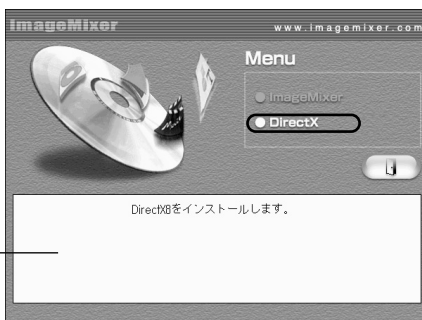 ImageMixer
www.imagemixer.com
Menu
ImageMixer
DirectX
DirectX8をインストールします。